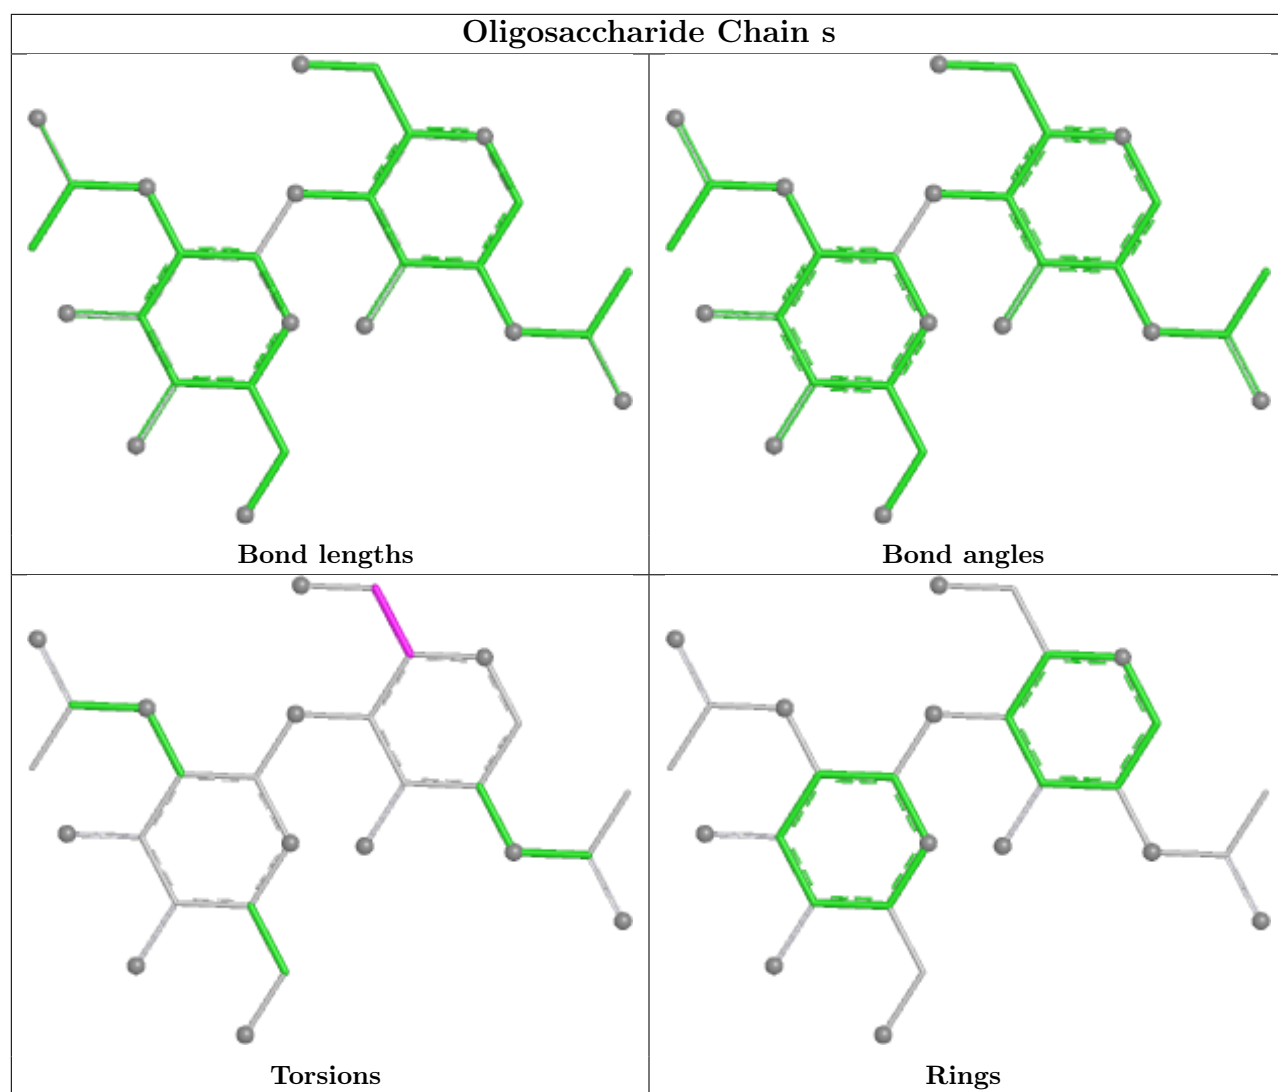 Oligosaccharide Chain s
Bond lengths
Bond angles
Torsions
Rings